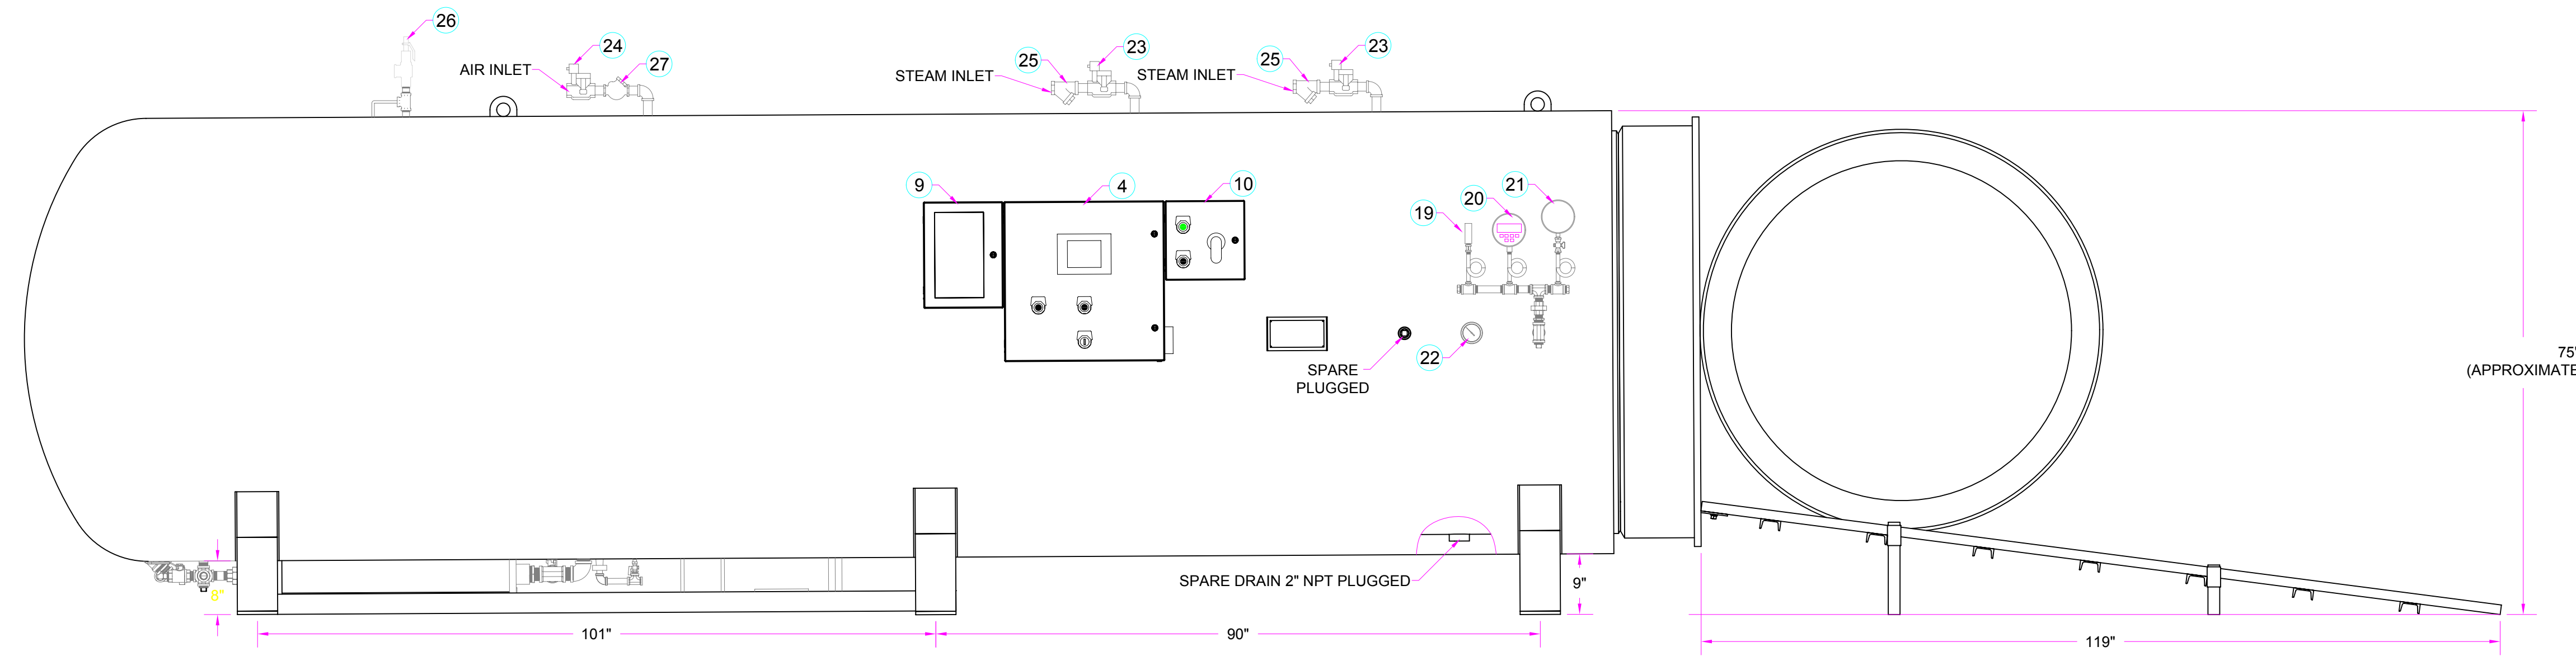 26
24
AIR INLET
27
25
23
STEAM INLET
25
23
STEAM INLET
9
4
10
19
20
21
22
SPARE
PLUGGED
75"
(APPROXIMATE
SPARE DRAIN 2" NPT PLUGGED
8"
9"
101"
90"
119"